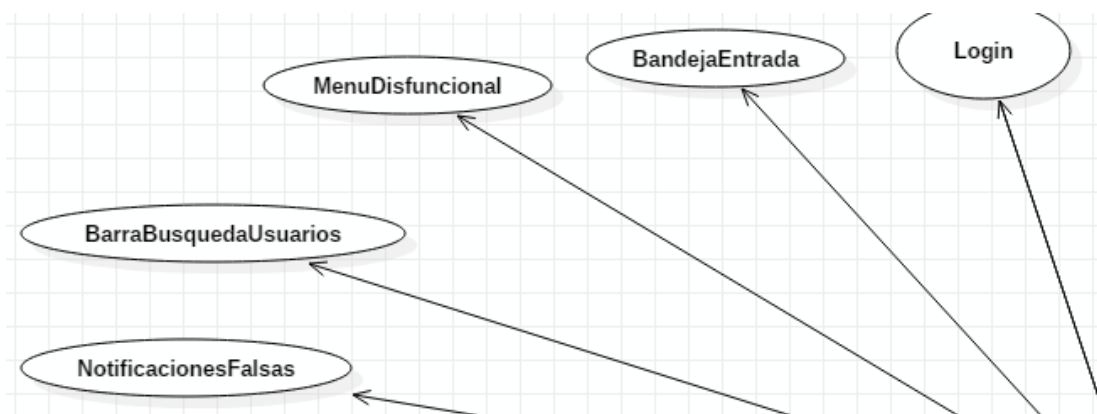 MenuDisfuncional
BandejaEntrada
Login
BarraBusquedaUsuarios
NotificacionesFalsas